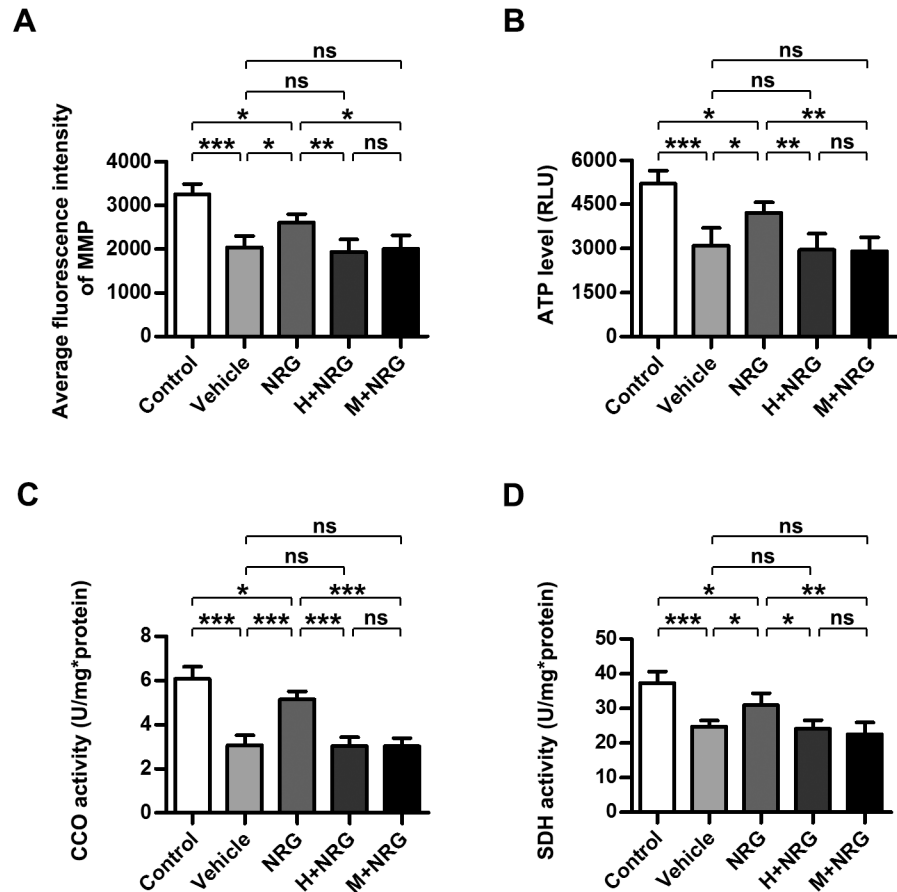 A
ns
ns
* *
*** * ** ns
Average fluorescence intensity
of MMP
4000
3000
2000
1000
0
Control
Vehicle
NRG
H+NRG
M+NRG
B
ns
ns
* **
*** * ** ns
ATP level (RLU)
6000
4500
3000
1500
0
Control
Vehicle
NRG
H+NRG
M+NRG
C
ns
ns
* ***
*** *** *** ns
CCO activity (U/mg*protein)
8
6
4
2
0
Control
Vehicle
NRG
H+NRG
M+NRG
D
ns
ns
* **
*** * * ns
SDH activity (U/mg*protein)
50
40
30
20
10
0
Control
Vehicle
NRG
H+NRG
M+NRG